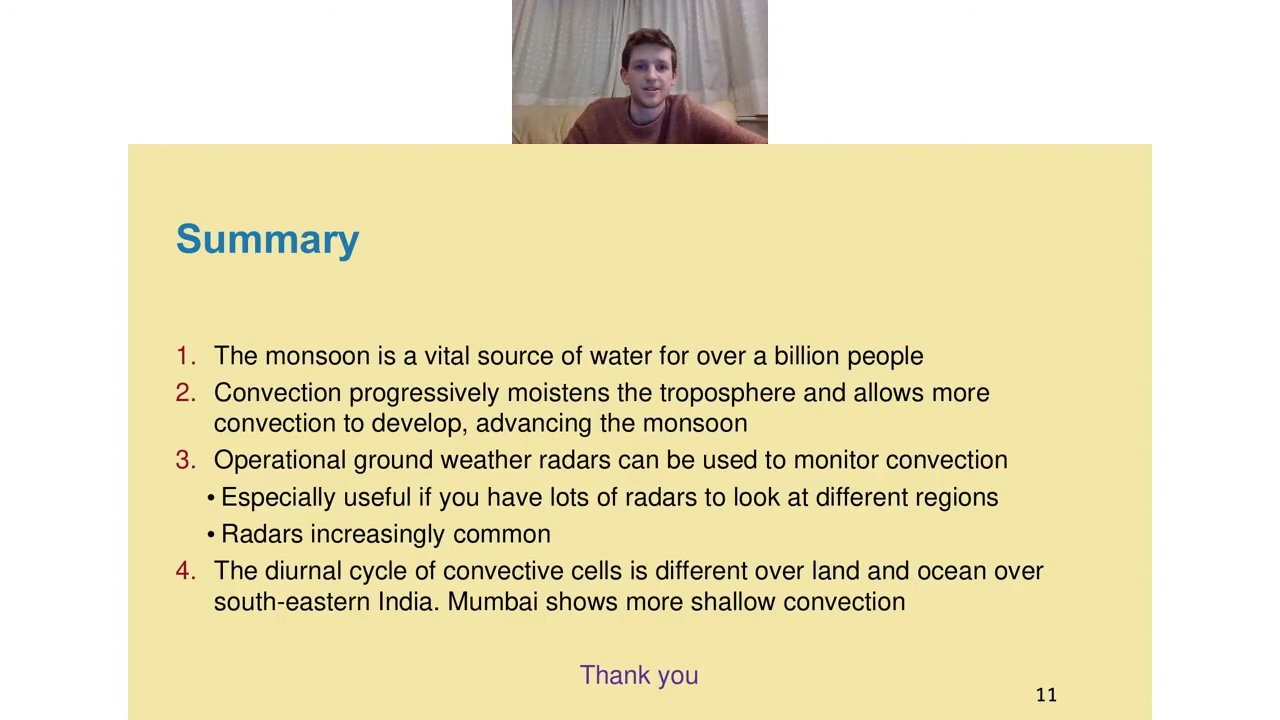 Summary
1. The monsoon is a vital source of water for over a billion people
2. Convection progressively moistens the troposphere and allows more
convection to develop, advancing the monsoon
3. Operational ground weather radars can be used to monitor convection
• Especially useful if you have lots of radars to look at different regions
• Radars increasingly common
4. The diurnal cycle of convective cells is different over land and ocean over
south-eastern India. Mumbai shows more shallow convection
Thank you
11